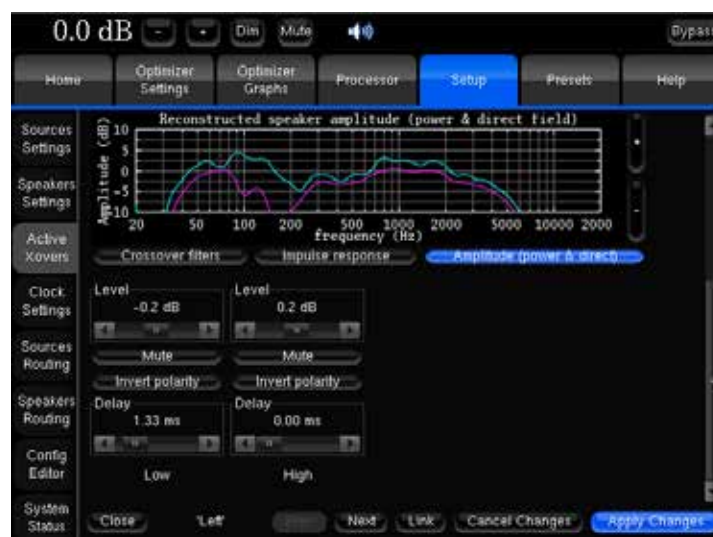 0.0 dB - - Dim Mute Bypass
Home
Optimizer Settings
Optimizer Graphs
Processor
Setup
Presets
Help
Sources Settings
Speakers Settings
Active Xovers
Clock Settings
Sources Routing
Speakers Routing
Config Editor
System Status
Reconstructed speaker amplitude (power & direct field)
Amplitude (dB)
10
5
0
-5
-10
20 50 100 200 500 1000 2000 5000 10000 2000
frequency (Hz)
Crossover filters Impulse response Amplitude (power & direct)
Level Level
-0.2 dB 0.2 dB
Mute Mute
Invert polarity Invert polarity
Delay Delay
1.33 ms 0.00 ms
Low High
Close 'Left' Next Link Cancel Changes Apply Changes